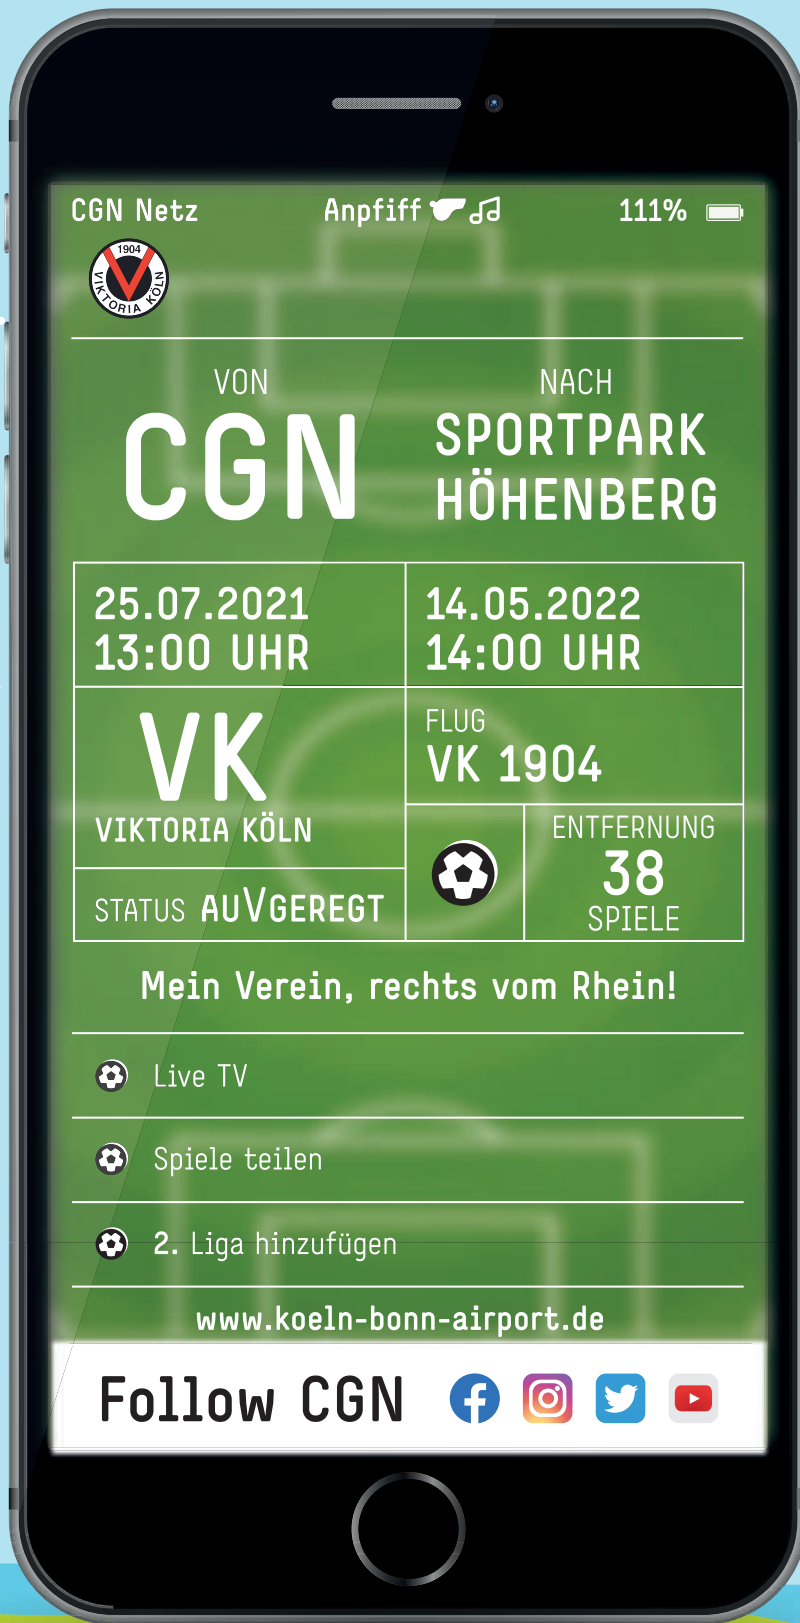 CGN Netz
Anpfiff
111%
1904
VIKTORIA KÖLN
VON
CGN
NACH
SPORTPARK
HÖHENBERG
25.07.2021
13:00 UHR
14.05.2022
14:00 UHR
VK
VIKTORIA KÖLN
FLUG
VK 1904
STATUS AUVGEREGT
ENTFERNUNG
38
SPIELE
Mein Verein, rechts vom Rhein!
Live TV
Spiele teilen
2. Liga hinzufügen
www.koeln-bonn-airport.de
Follow CGN